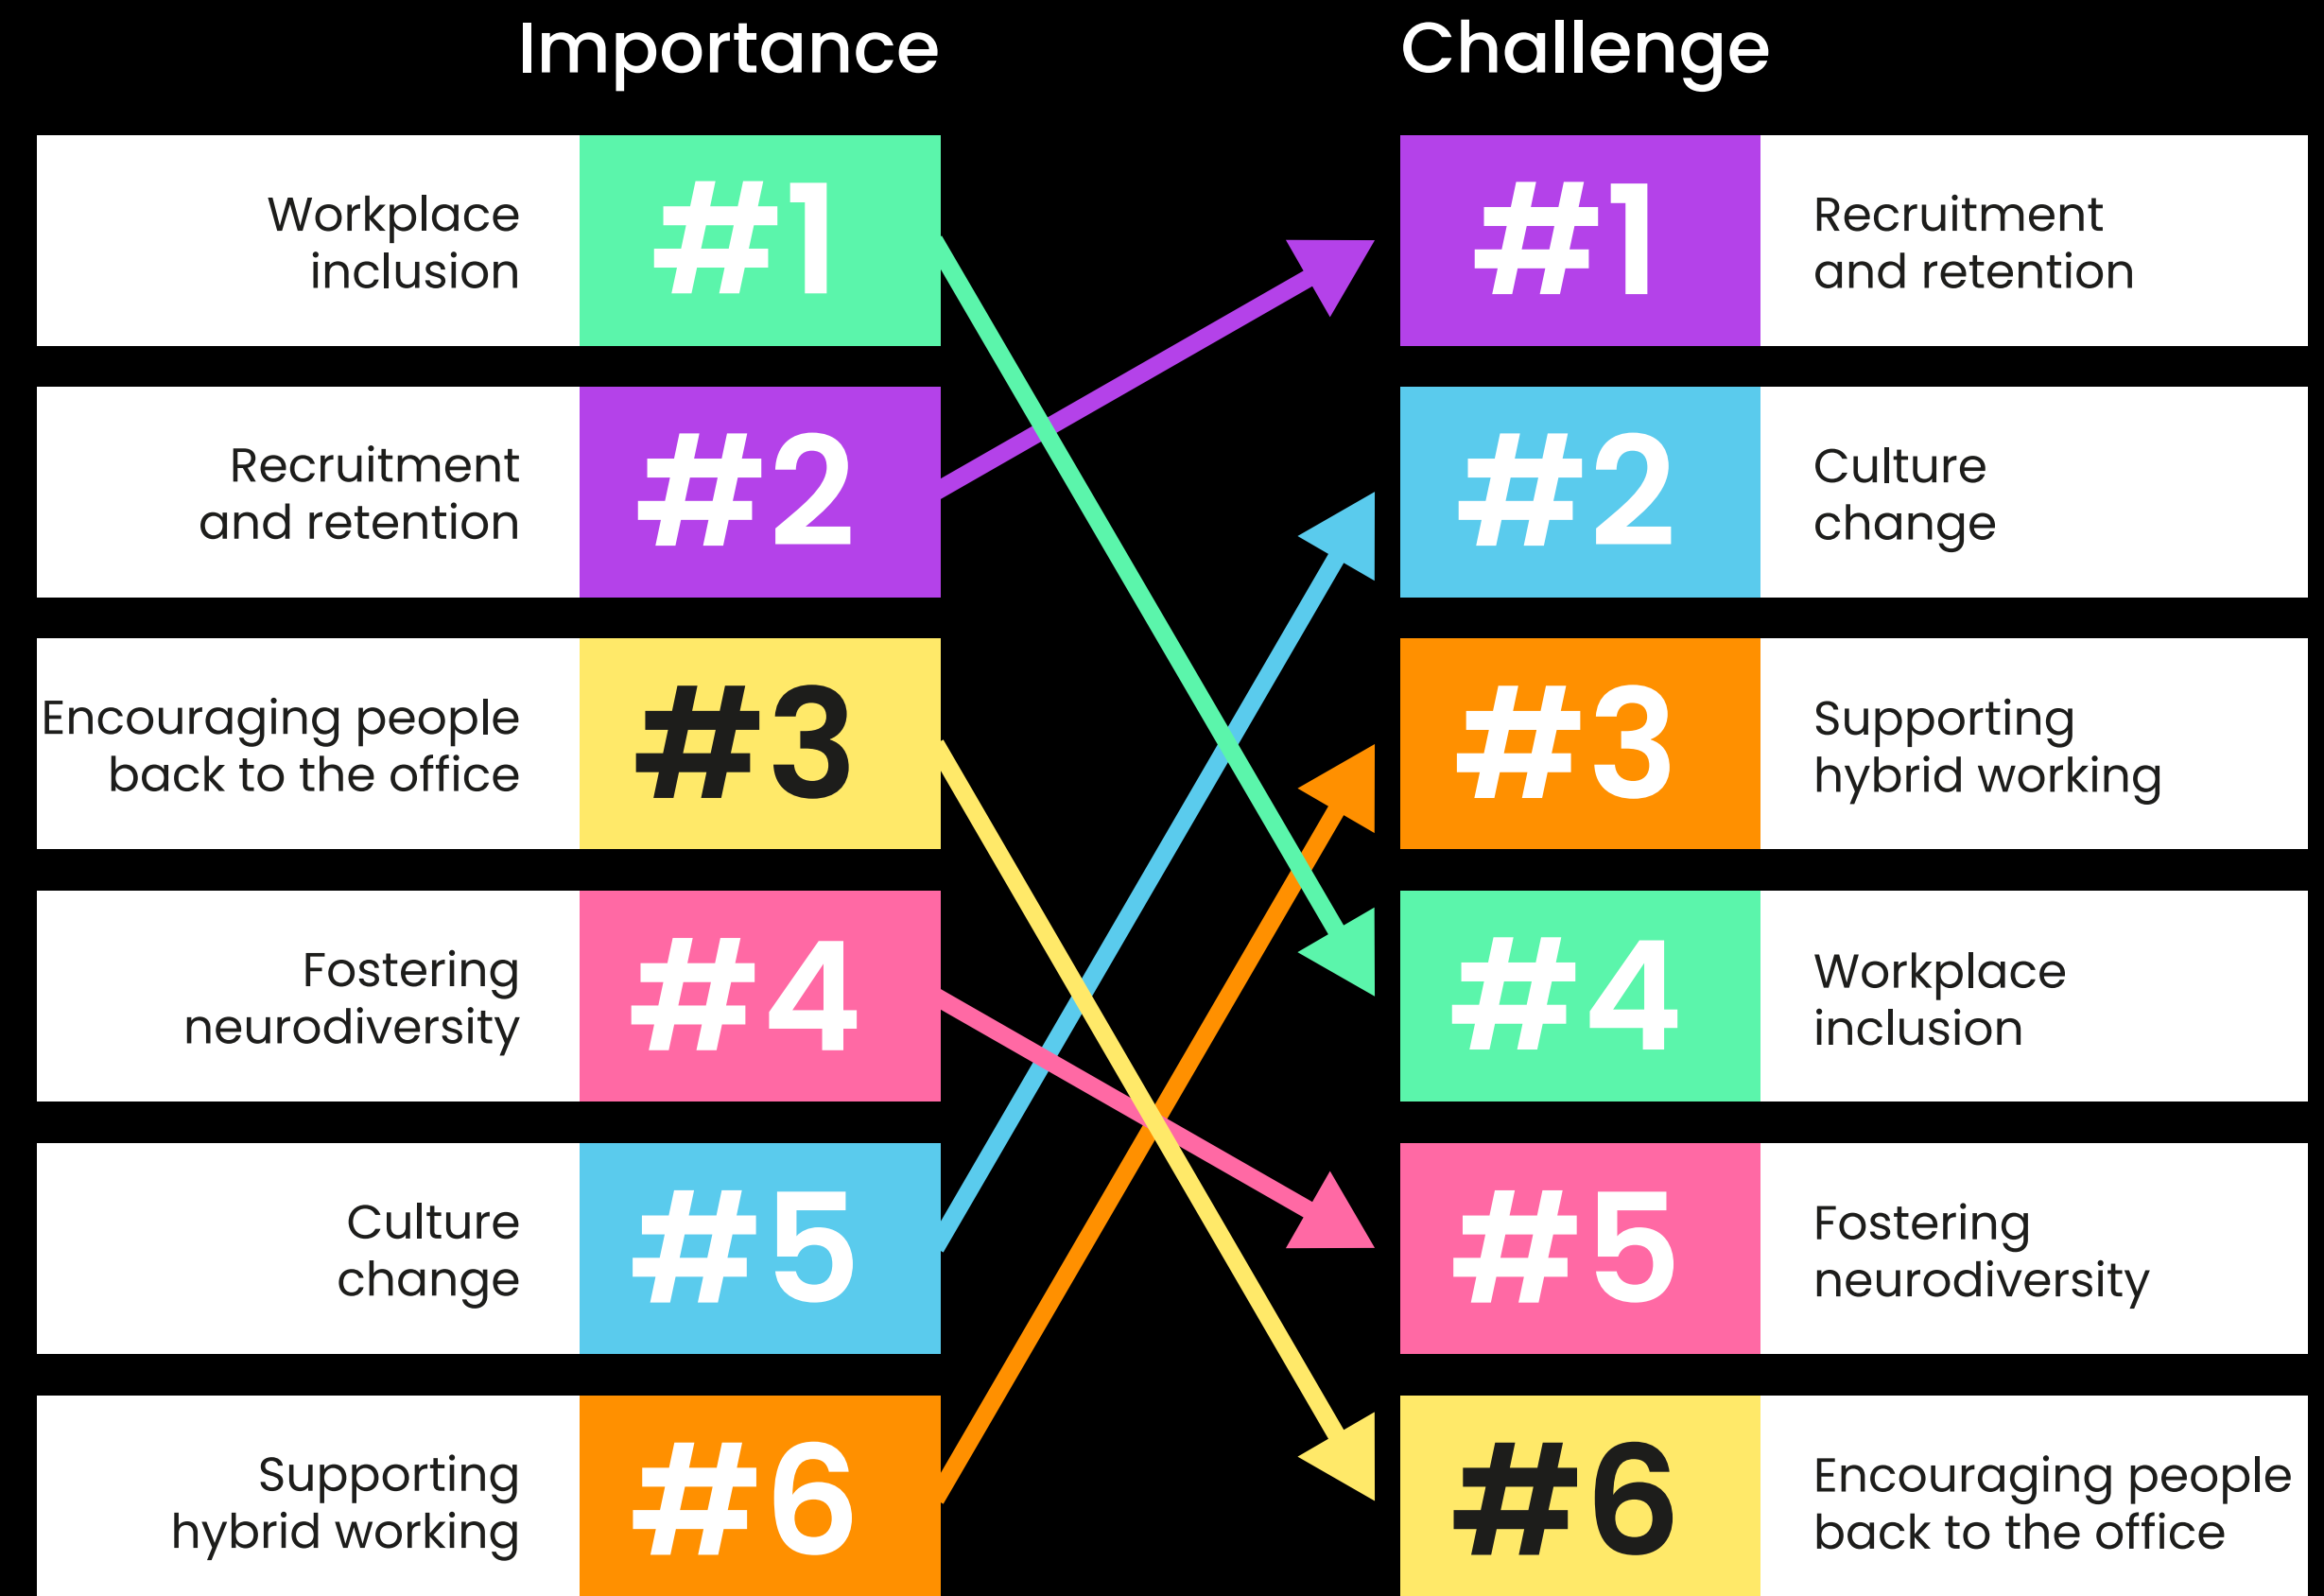 Importance
Challenge
Workplace
inclusion
#1
#1
Recruitment
and retention
Recruitment
and retention
#2
#2
Culture
change
Encouraging people
back to the office
#3
#3
Supporting
hybrid working
Fostering
neurodiversity
#4
#4
Workplace
inclusion
Culture
change
#5
#5
Fostering
neurodiversity
Supporting
hybrid working
#6
#6
Encouraging people
back to the office